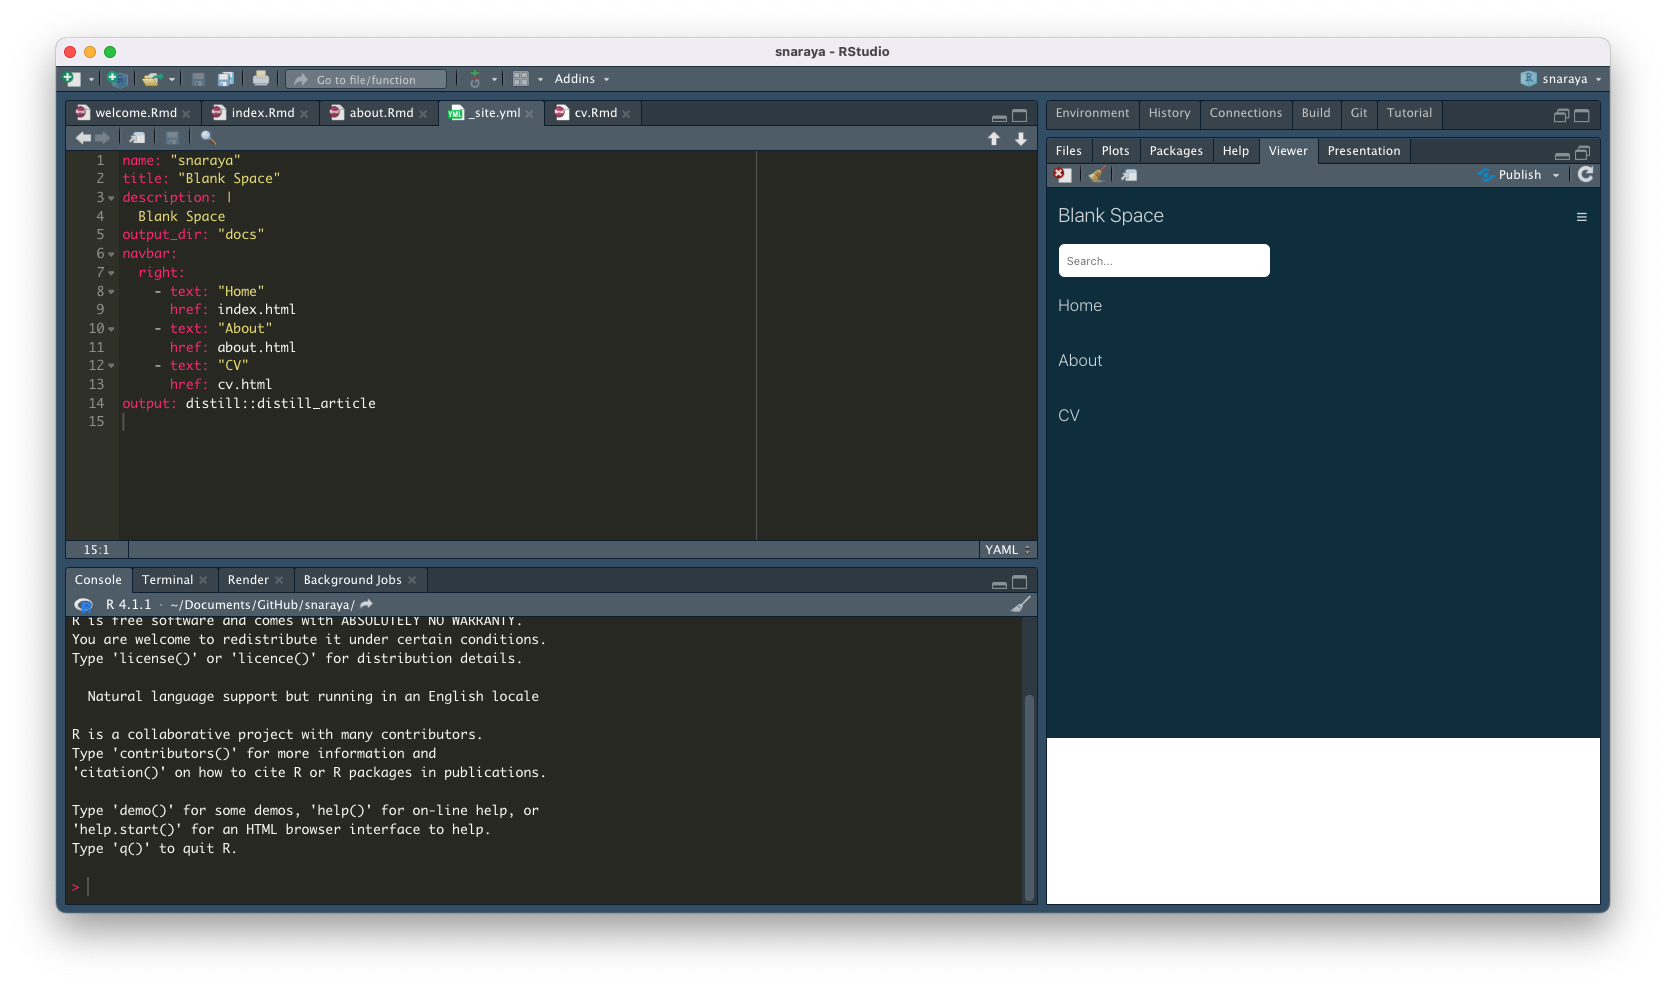 snaraya - RStudio
Go to file/function
Addins
snaraya
welcome.Rmd
index.Rmd
about.Rmd
_site.yml
cv.Rmd
1 name: "snaraya"
2 title: "Blank Space"
3 description: |
4 Blank Space
5 output_dir: "docs"
6 navbar:
7 right:
8 - text: "Home"
9 href: index.html
10 - text: "About"
11 href: about.html
12 - text: "CV"
13 href: cv.html
14 output: distill::distill_article
15
15:1
YAML
Console
Terminal
Render
Background Jobs
R 4.1.1 · ~/Documents/GitHub/snaraya/
R is free software and comes with ABSOLUTELY NO WARRANTY.
You are welcome to redistribute it under certain conditions.
Type 'license()' or 'licence()' for distribution details.
Natural language support but running in an English locale
R is a collaborative project with many contributors.
Type 'contributors()' for more information and
'citation()' on how to cite R or R packages in publications.
Type 'demo()' for some demos, 'help()' for on-line help, or
'help.start()' for an HTML browser interface to help.
Type 'q()' to quit R.
>
Environment
History
Connections
Build
Git
Tutorial
Files
Plots
Packages
Help
Viewer
Presentation
Publish
Blank Space
Search...
Home
About
CV